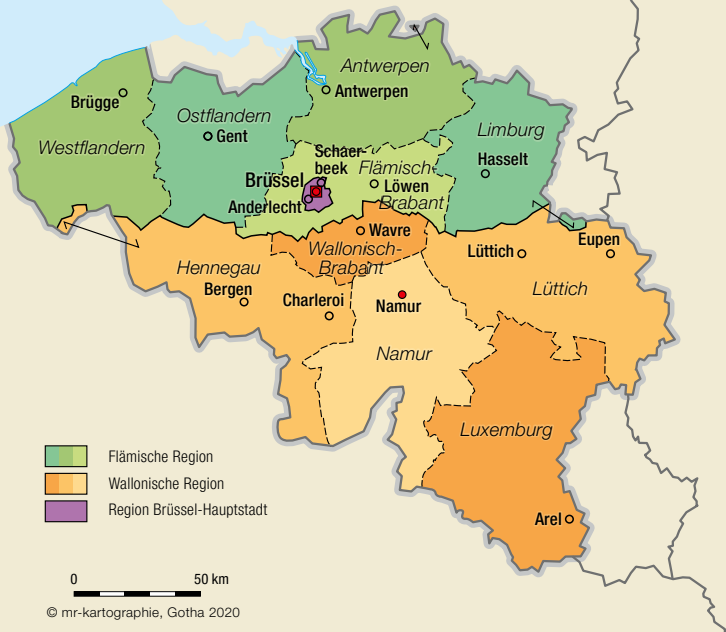 Antwerpen
Antwerpen
Brügge
Ostflandern
Gent
Westflandern
Limburg
Hasselt
Schaer-
beek
Flämisch-
Brabant
Brüssel
Löwen
Anderlecht
Wavre
Wallonisch-
Brabant
Lüttich
Eupen
Lüttich
Hennegau
Bergen
Charleroi
Namur
Namur
Luxemburg
Arel
Flämische Region
Wallonische Region
Region Brüssel-Hauptstadt
0 50 km
© mr-kartographie, Gotha 2020